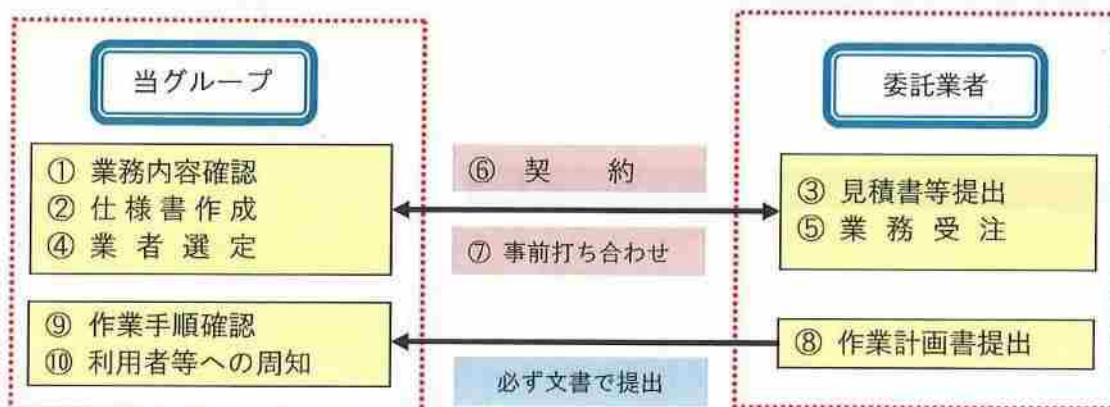 当グループ
委託業者
① 業務内容確認
② 仕様書作成
④ 業者選定
⑥ 契約
⑦ 事前打ち合わせ
③ 見積書等提出
⑤ 業務受注
⑨ 作業手順確認
⑩ 利用者等への周知
必ず文書で提出
⑧ 作業計画書提出